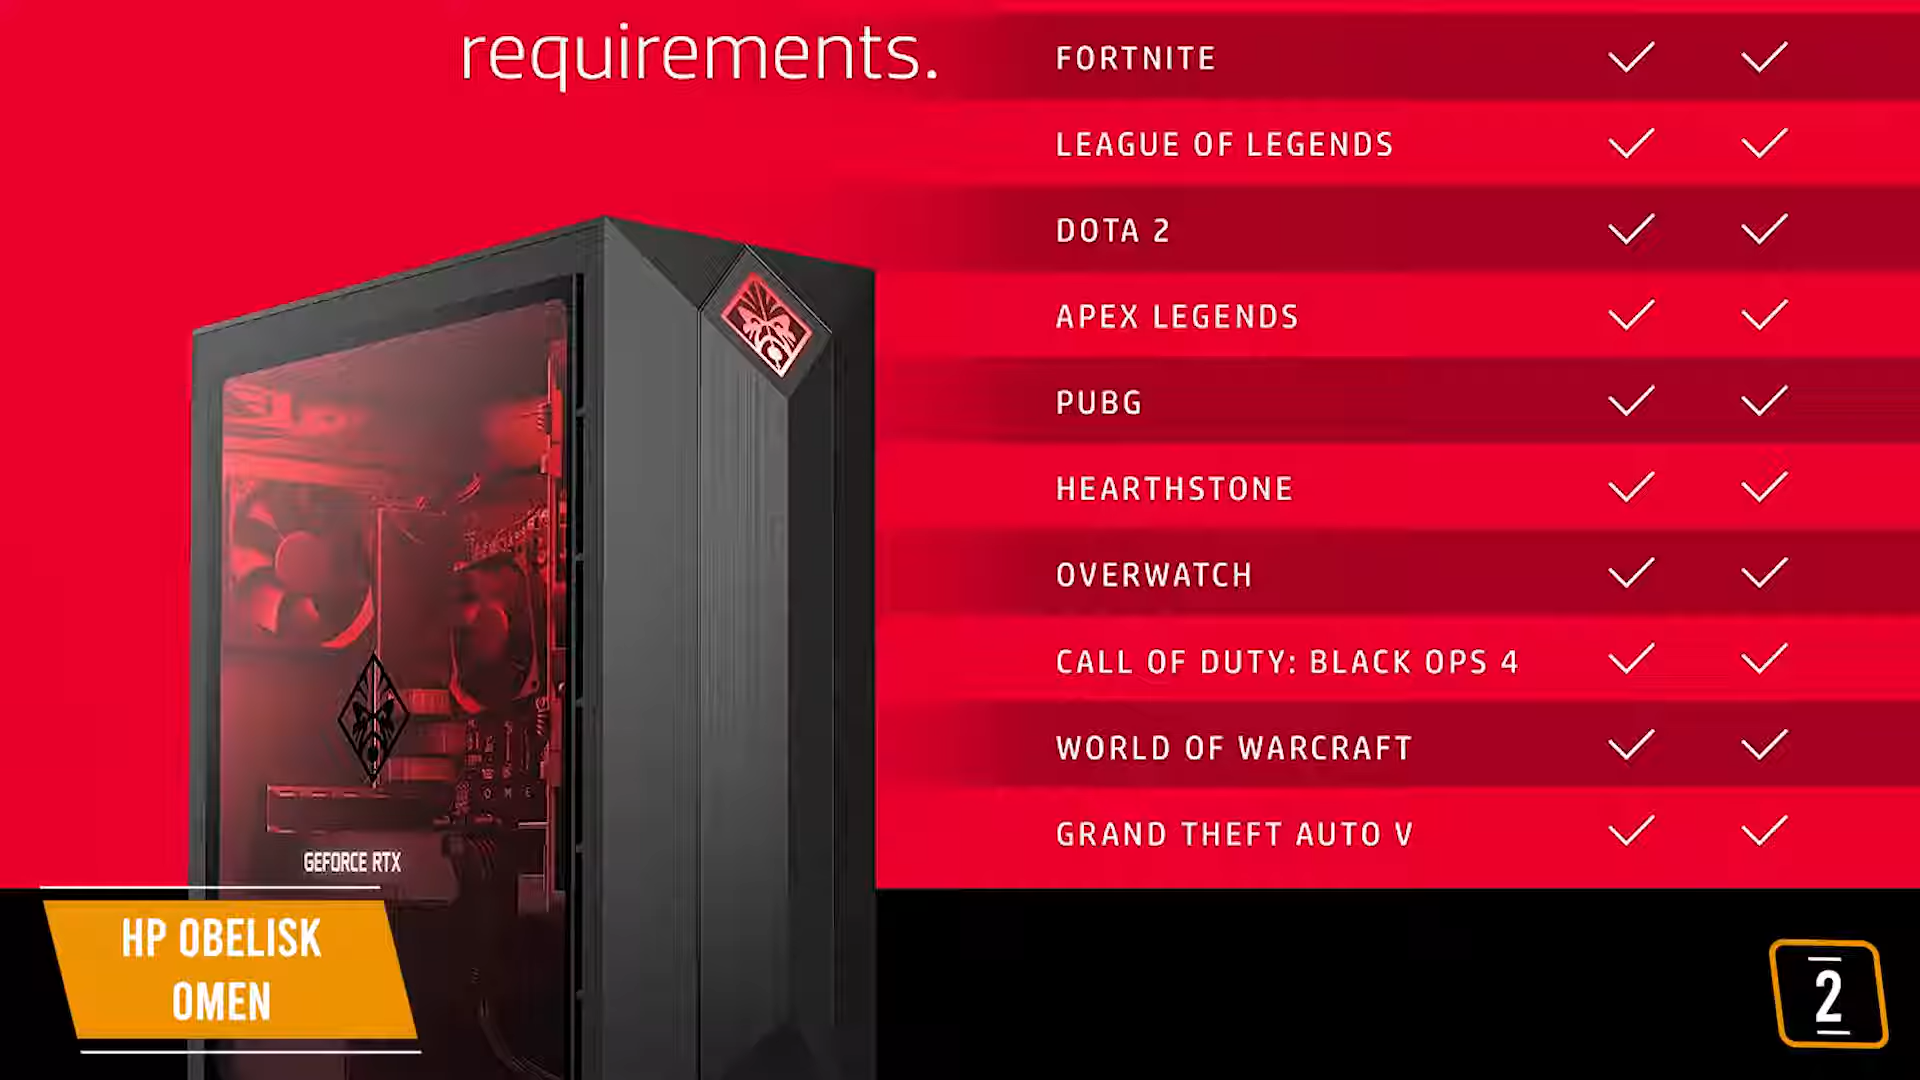 requirements.
FORTNITE
LEAGUE OF LEGENDS
DOTA 2
APEX LEGENDS
PUBG
HEARTHSTONE
OVERWATCH
CALL OF DUTY: BLACK OPS 4
WORLD OF WARCRAFT
GRAND THEFT AUTO V
GEFORCE RTX
HP OBELISK
OMEN
2